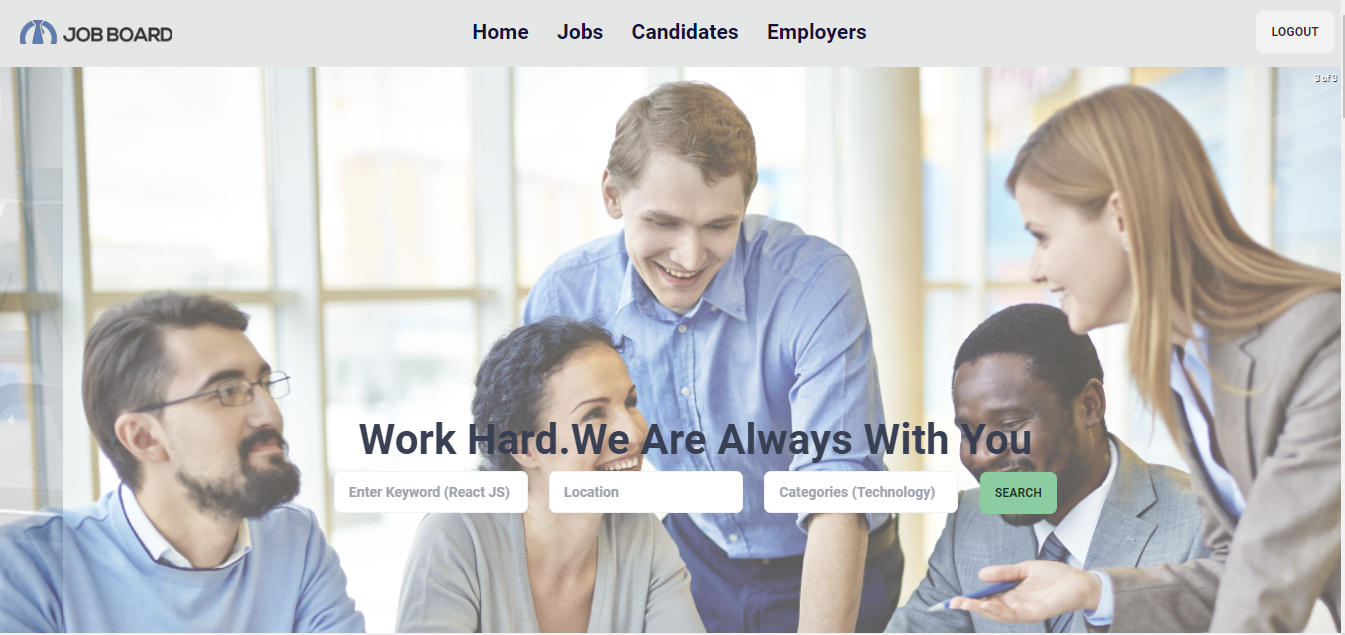 JOB BOARD
Home Jobs Candidates Employers
LOGOUT
3 of 3
Work Hard.We Are Always With You
Enter Keyword (React JS) Location Categories (Technology) SEARCH